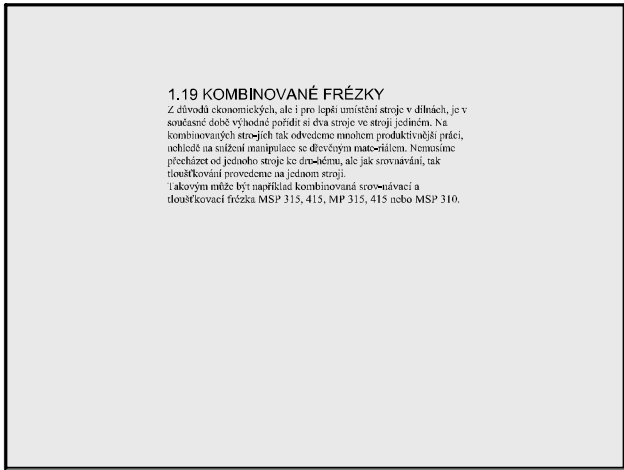 1.19 KOMBINOVANÉ FRÉZKY
Z důvodů ekonomických, ale i pro lepší umístění stroje v dílnách, je v
současné době výhodné pořídit si dva stroje ve stroji jediném. Na
kombinovaných stro-jích tak odvedeme mnohem produktivnější práci,
nehledě na snížení manipulace se dřevěným mate-riálem. Nemusíme
přecházet od jednoho stroje ke dru-hému, ale jak srovnávání, tak
tloušťkování provedeme na jednom stroji.
Takovým může být například kombinovaná srov-návací a
tloušťkovací frézka MSP 315, 415, MP 315, 415 nebo MSP 310.